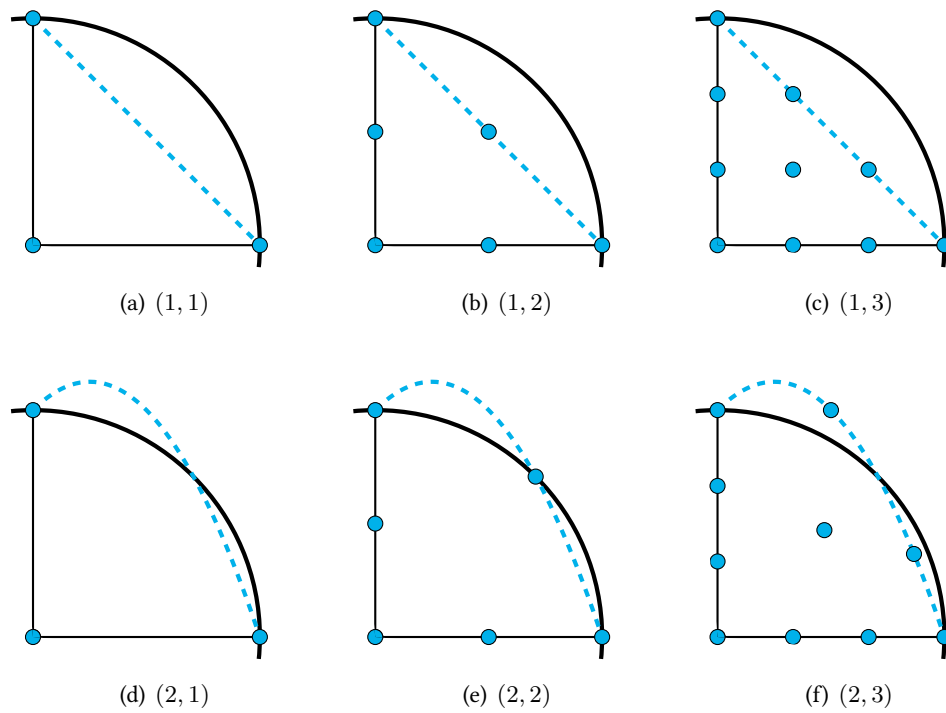 (a) (1, 1)
(b) (1, 2)
(c) (1, 3)
(d) (2, 1)
(e) (2, 2)
(f) (2, 3)